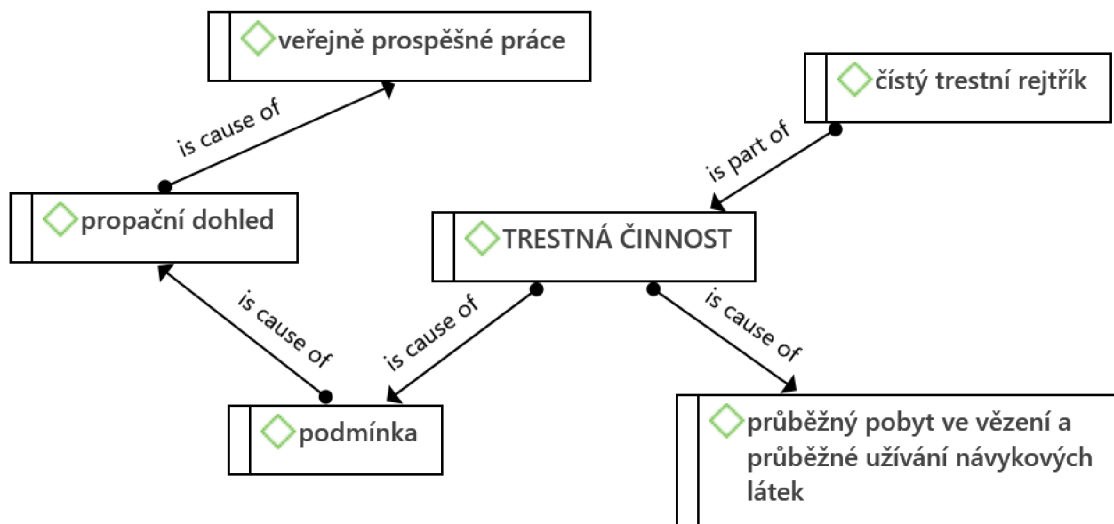 veřejně prospěšné práce
čístý trestní rejtřík
is cause of
is part of
propační dohled
TRESTNÁ ČINNOST
is cause of
is cause of
is cause of
podmínka
průběžný pobyt ve vězení a
průběžné užívání návykových
látek